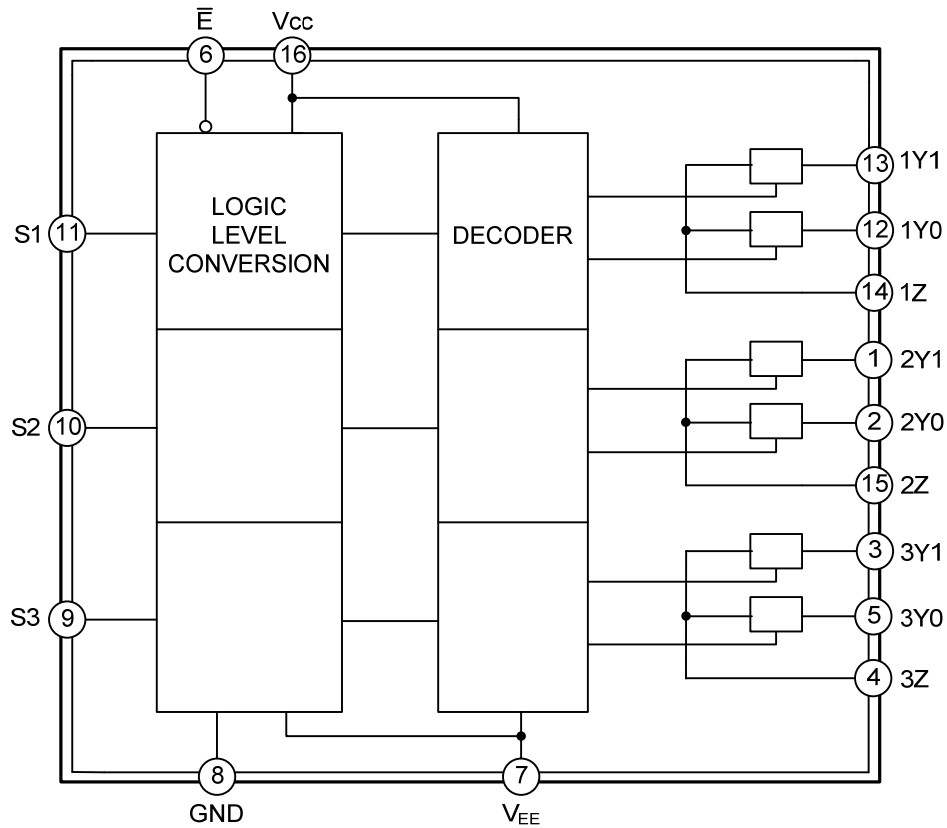 E̅ Vcc
6 16
13 1Y1
S1 11
LOGIC
LEVEL
CONVERSION
DECODER
12 1Y0
14 1Z
1 2Y1
S2 10
2 2Y0
15 2Z
3 3Y1
S3 9
5 3Y0
4 3Z
8 7
GND VEE